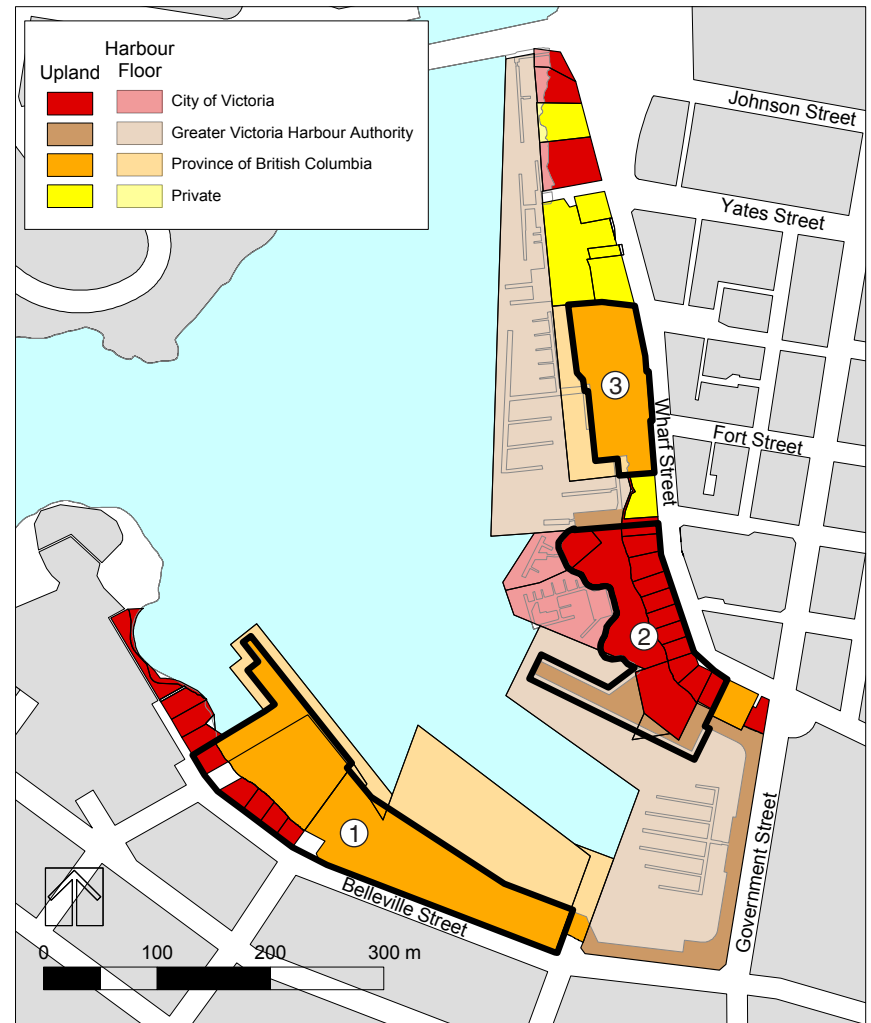 Upland
Harbour
Floor
City of Victoria
Greater Victoria Harbour Authority
Province of British Columbia
Private
Johnson Street
Yates Street
Fort Street
Wharf Street
Government Street
Belleville Street
3
2
1
0 100 200 300 m